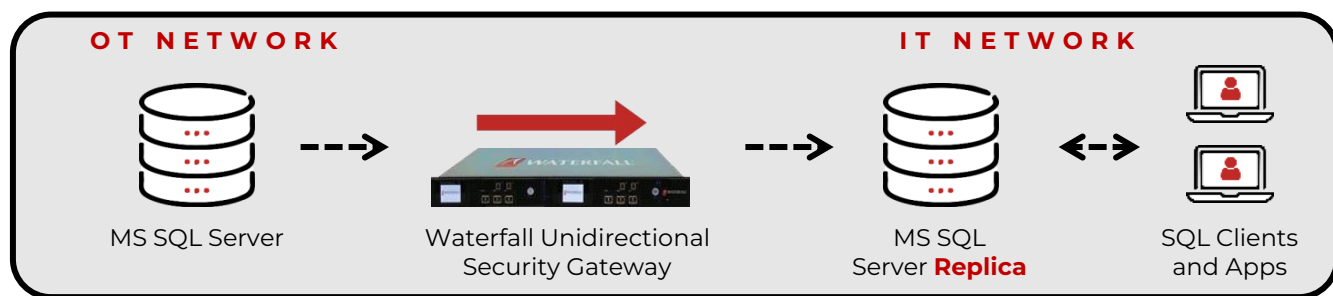 OT NETWORK
IT NETWORK
WATERFALL
MS SQL Server
Waterfall Unidirectional
Security Gateway
MS SQL
Server Replica
SQL Clients
and Apps